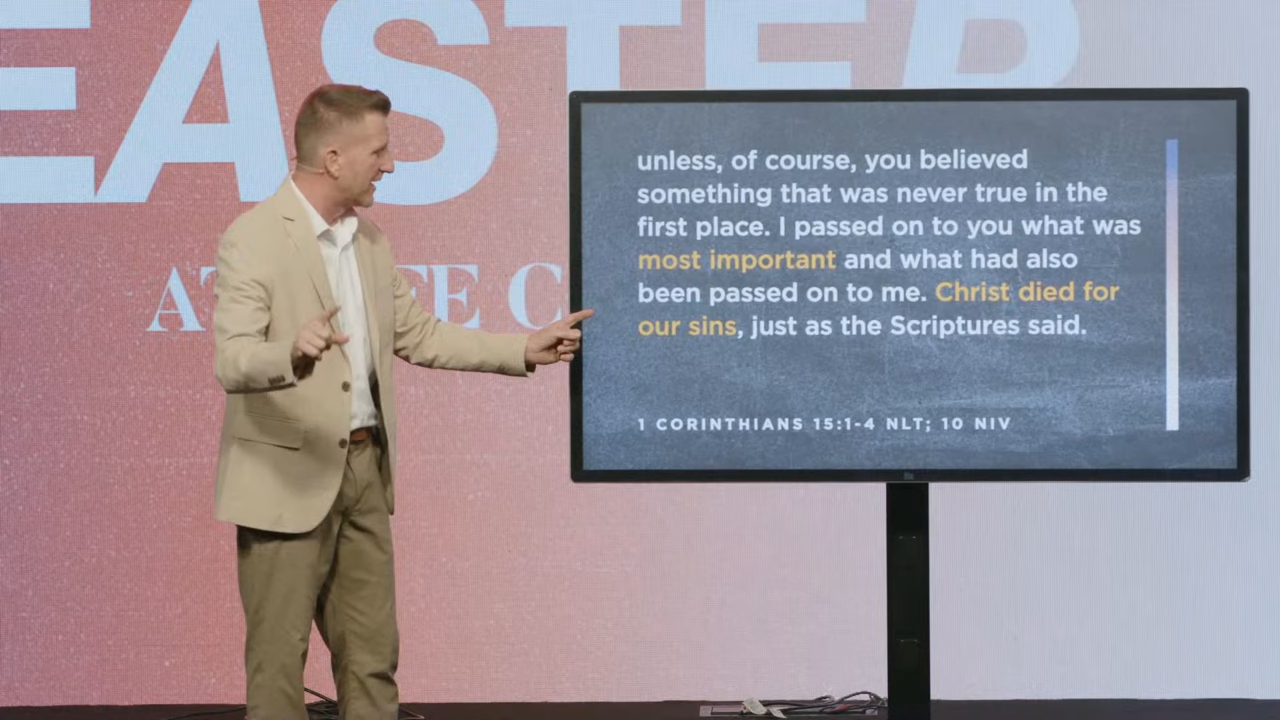 EASTER
unless, of course, you believed
something that was never true in the
first place. I passed on to you what was
most important and what had also
been passed on to me. Christ died for
our sins, just as the Scriptures said.
1 CORINTHIANS 15:1-4 NLT; 10 NIV